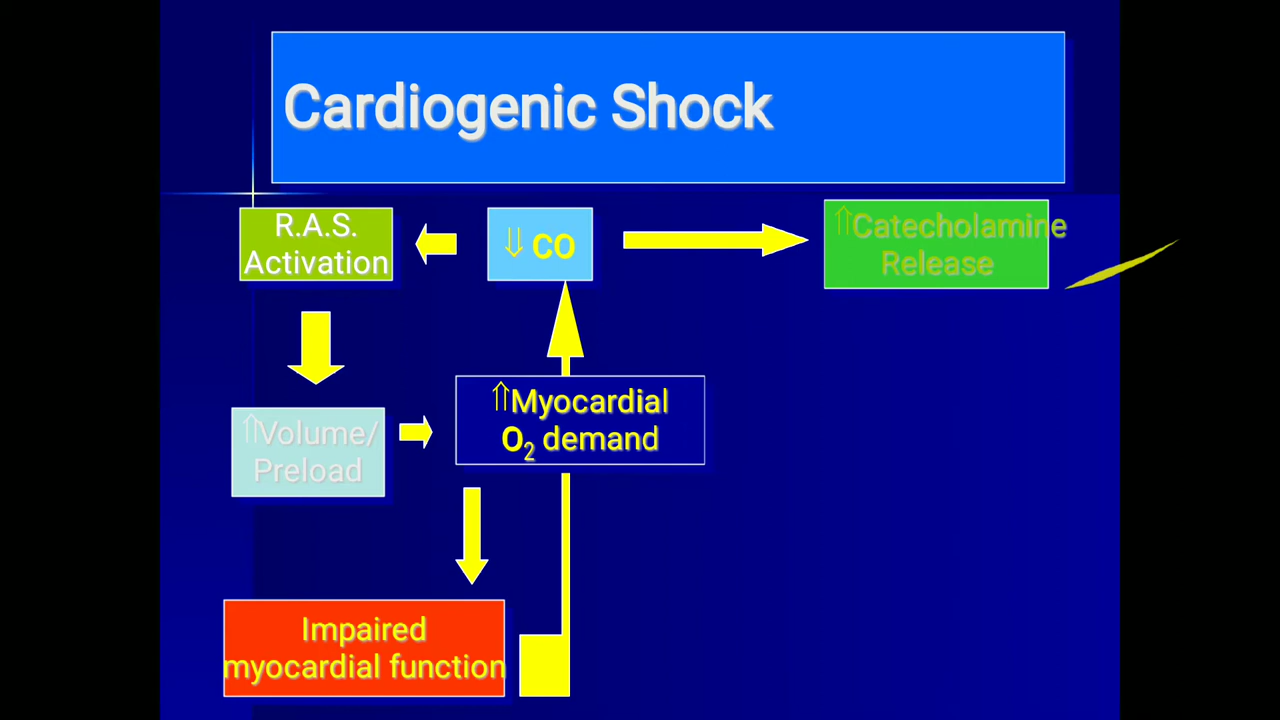 Cardiogenic Shock
R.A.S.
Activation
⇓ CO
⇑Catecholamine
Release
⇑Volume/
Preload
⇑Myocardial
O₂ demand
Impaired
myocardial function